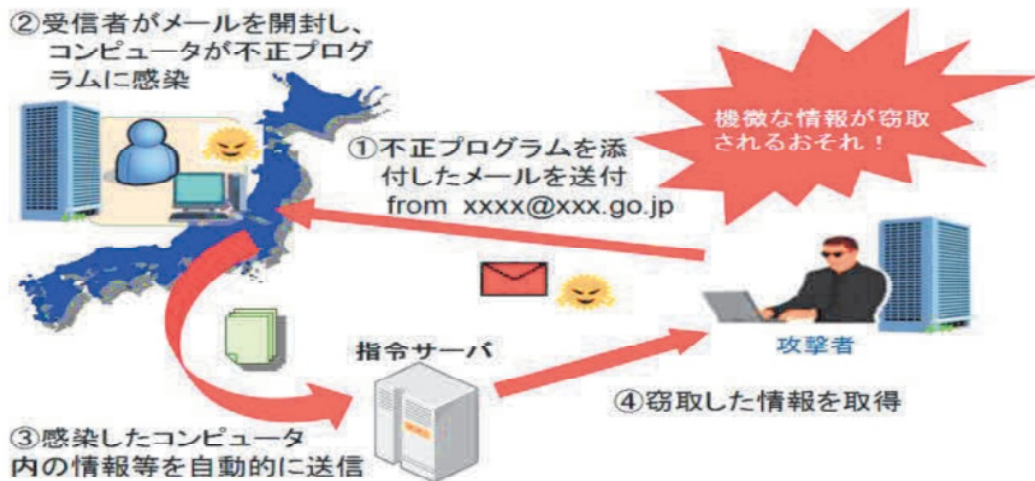 ②受信者がメールを開封し、
コンピュータが不正プログ
ラムに感染
機微な情報が窃取
されるおそれ！
①不正プログラムを添
付したメールを送付
from xxxx@xxx.go.jp
攻撃者
指令サーバ
④窃取した情報を取得
③感染したコンピュータ
内の情報等を自動的に送信